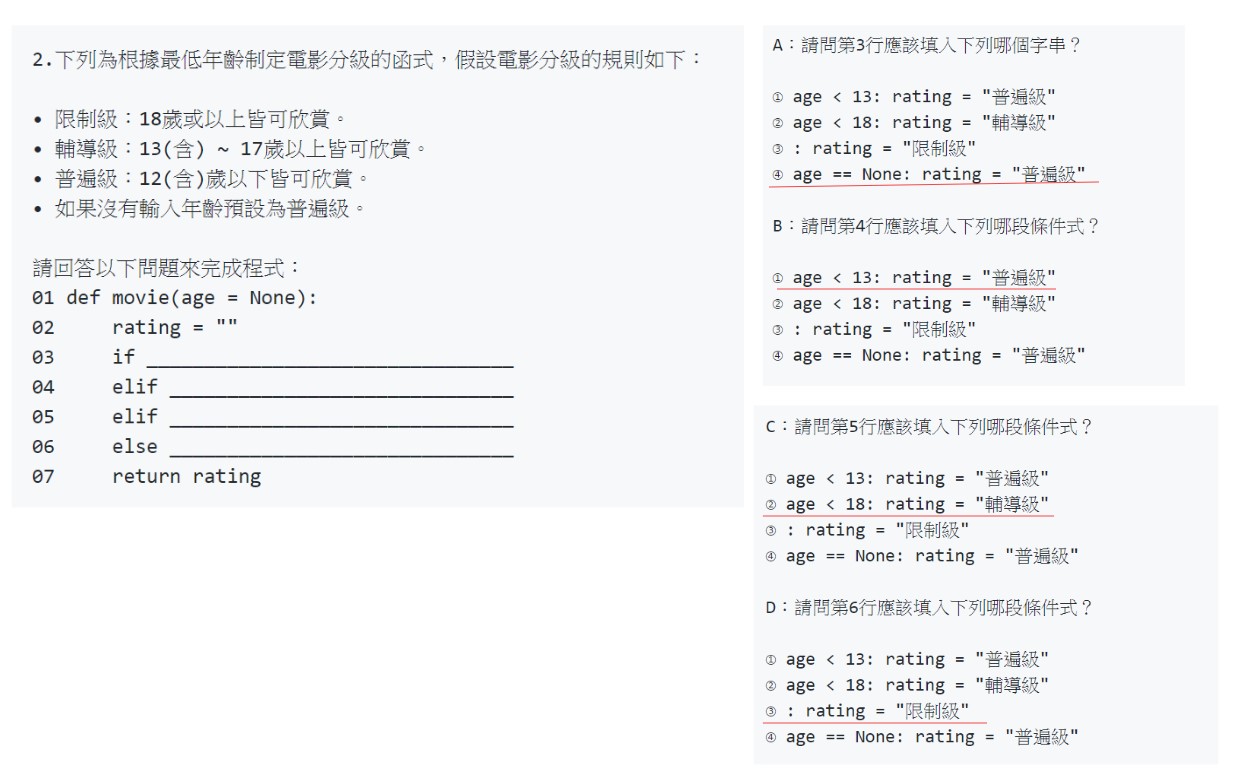 2.下列為根據最低年齡制定電影分級的函式，假設電影分級的規則如下：
• 限制級：18歲或以上皆可欣賞。
• 輔導級：13(含) ~ 17歲以上皆可欣賞。
• 普遍級：12(含)歲以下皆可欣賞。
• 如果沒有輸入年齡預設為普遍級。
請回答以下問題來完成程式：
01 def movie(age = None):
02     rating = ""
03     if ________________________________
04     elif ______________________________
05     elif ______________________________
06     else ______________________________
07     return rating
A：請問第3行應該填入下列哪個字串？
① age < 13: rating = "普遍級"
② age < 18: rating = "輔導級"
③ : rating = "限制級"
④ age == None: rating = "普遍級"
B：請問第4行應該填入下列哪段條件式？
① age < 13: rating = "普遍級"
② age < 18: rating = "輔導級"
③ : rating = "限制級"
④ age == None: rating = "普遍級"
C：請問第5行應該填入下列哪段條件式？
① age < 13: rating = "普遍級"
② age < 18: rating = "輔導級"
③ : rating = "限制級"
④ age == None: rating = "普遍級"
D：請問第6行應該填入下列哪段條件式？
① age < 13: rating = "普遍級"
② age < 18: rating = "輔導級"
③ : rating = "限制級"
④ age == None: rating = "普遍級"